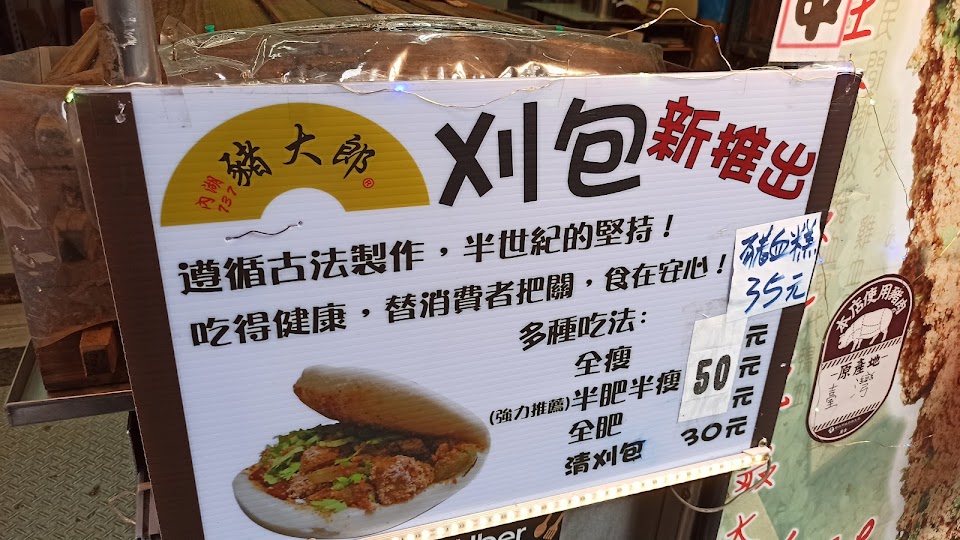 豬大郎®
內湖
737
刈包
新推出
遵循古法製作，半世紀的堅持！
吃得健康，替消費者把關，食在安心！
豬血糕
35元
多種吃法：
全瘦 元
(強力推薦)半肥半瘦 50 元
全肥 元
清刈包 30元
本店使用豬肉
原產地
臺灣
Uber